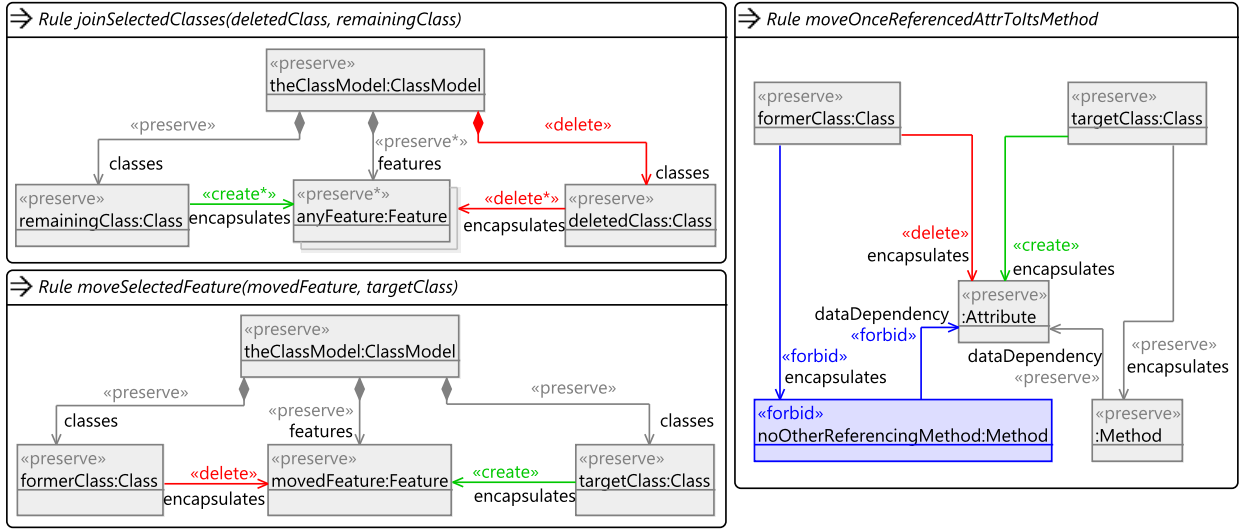 Rule joinSelectedClasses(deletedClass, remainingClass)
«preserve»
theClassModel:ClassModel
«preserve»
«preserve*»
«delete»
classes
features
classes
«preserve»
remainingClass:Class
«create*»
encapsulates
«preserve*»
anyFeature:Feature
«delete*»
encapsulates
«preserve»
deletedClass:Class
Rule moveSelectedFeature(movedFeature, targetClass)
«preserve»
theClassModel:ClassModel
«preserve»
«preserve»
«preserve»
classes
features
classes
«preserve»
formerClass:Class
«delete»
encapsulates
«preserve»
movedFeature:Feature
«create»
encapsulates
«preserve»
targetClass:Class
Rule moveOnceReferencedAttrToItsMethod
«preserve»
formerClass:Class
«preserve»
targetClass:Class
«delete»
encapsulates
«create»
encapsulates
«preserve»
:Attribute
dataDependency
«forbid»
«forbid»
encapsulates
dataDependency
«preserve»
«preserve»
encapsulates
«forbid»
noOtherReferencingMethod:Method
«preserve»
:Method